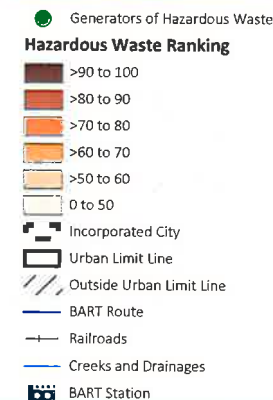 Generators of Hazardous Waste
Hazardous Waste Ranking
>90 to 100
>80 to 90
>70 to 80
>60 to 70
>50 to 60
0 to 50
Incorporated City
Urban Limit Line
Outside Urban Limit Line
BART Route
Railroads
Creeks and Drainages
BART Station